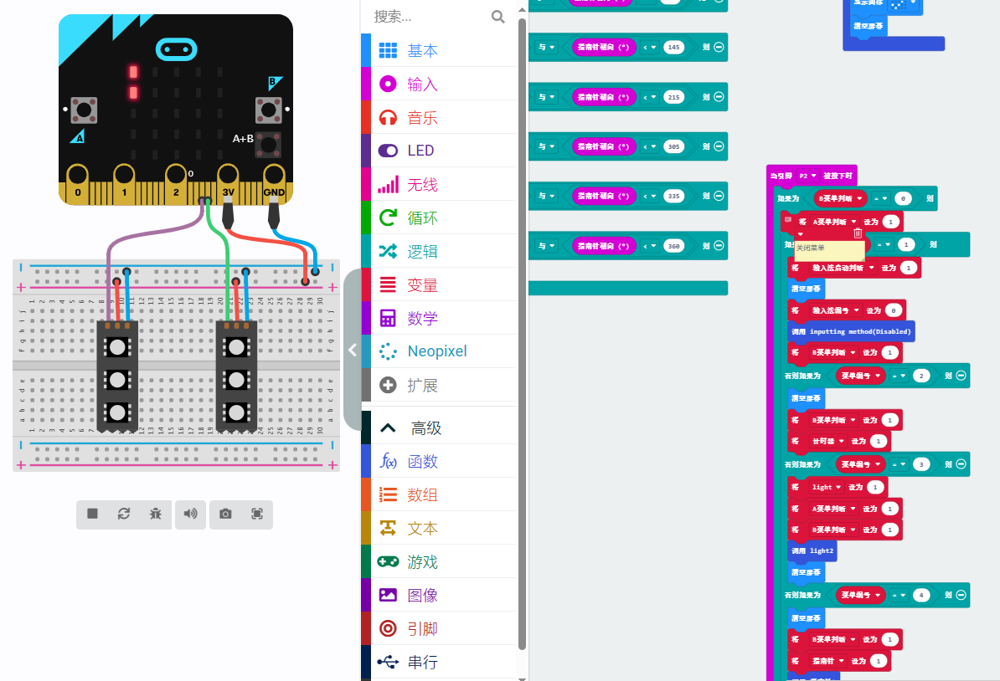 B
A
A+B
0
0
1
2
3V
GND
搜索...
基本
输入
音乐
LED
无线
循环
逻辑
变量
数学
Neopixel
扩展
高级
函数
数组
文本
游戏
图像
引脚
串行
与 指南针朝向 (°) < 145 则
与 指南针朝向 (°) < 215 则
与 指南针朝向 (°) < 305 则
与 指南针朝向 (°) < 335 则
与 指南针朝向 (°) < 360 则
显示图标
清空屏幕
当引脚 P2 被按下时
如果为 B菜单判断 = 0 则
将 A菜单判断 设为 1
关闭菜单
= 1 则
将 输入法启动判断 设为 1
清空屏幕
将 输入法编号 设为 0
调用 inputting method(Disabled)
将 B菜单判断 设为 1
否则如果为 菜单编号 = 2 则
清空屏幕
将 B菜单判断 设为 1
将 计时器 设为 1
否则如果为 菜单编号 = 3 则
将 light 设为 1
将 A菜单判断 设为 1
将 B菜单判断 设为 1
调用 light2
清空屏幕
否则如果为 菜单编号 = 4 则
清空屏幕
将 B菜单判断 设为 1
将 指南针 设为 1